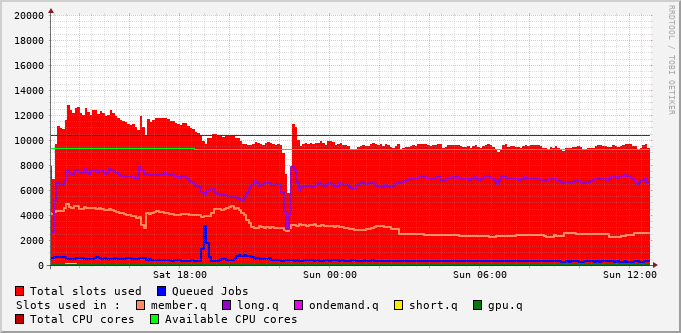 RRDTOOL / TOBI OETIKER
20000
18000
16000
14000
12000
10000
8000
6000
4000
2000
0
Sat 18:00 Sun 00:00 Sun 06:00 Sun 12:00
Total slots used Queued Jobs
Slots used in : member.q long.q ondemand.q short.q gpu.q
Total CPU cores Available CPU cores